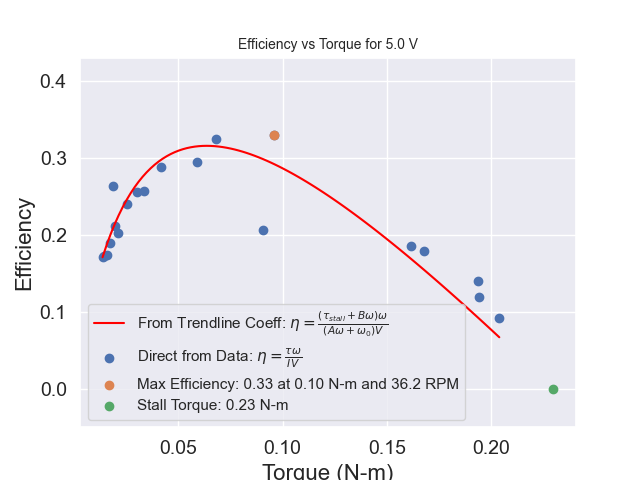 Efficiency vs Torque for 5.0 V
0.4
0.3
0.2
0.1
0.0
Efficiency
From Trendline Coeff: η = (τ_stall + Bω)ω / (Aω + ω₀)V
Direct from Data: η = τω / IV
Max Efficiency: 0.33 at 0.10 N-m and 36.2 RPM
Stall Torque: 0.23 N-m
0.05 0.10 0.15 0.20
Torque (N-m)